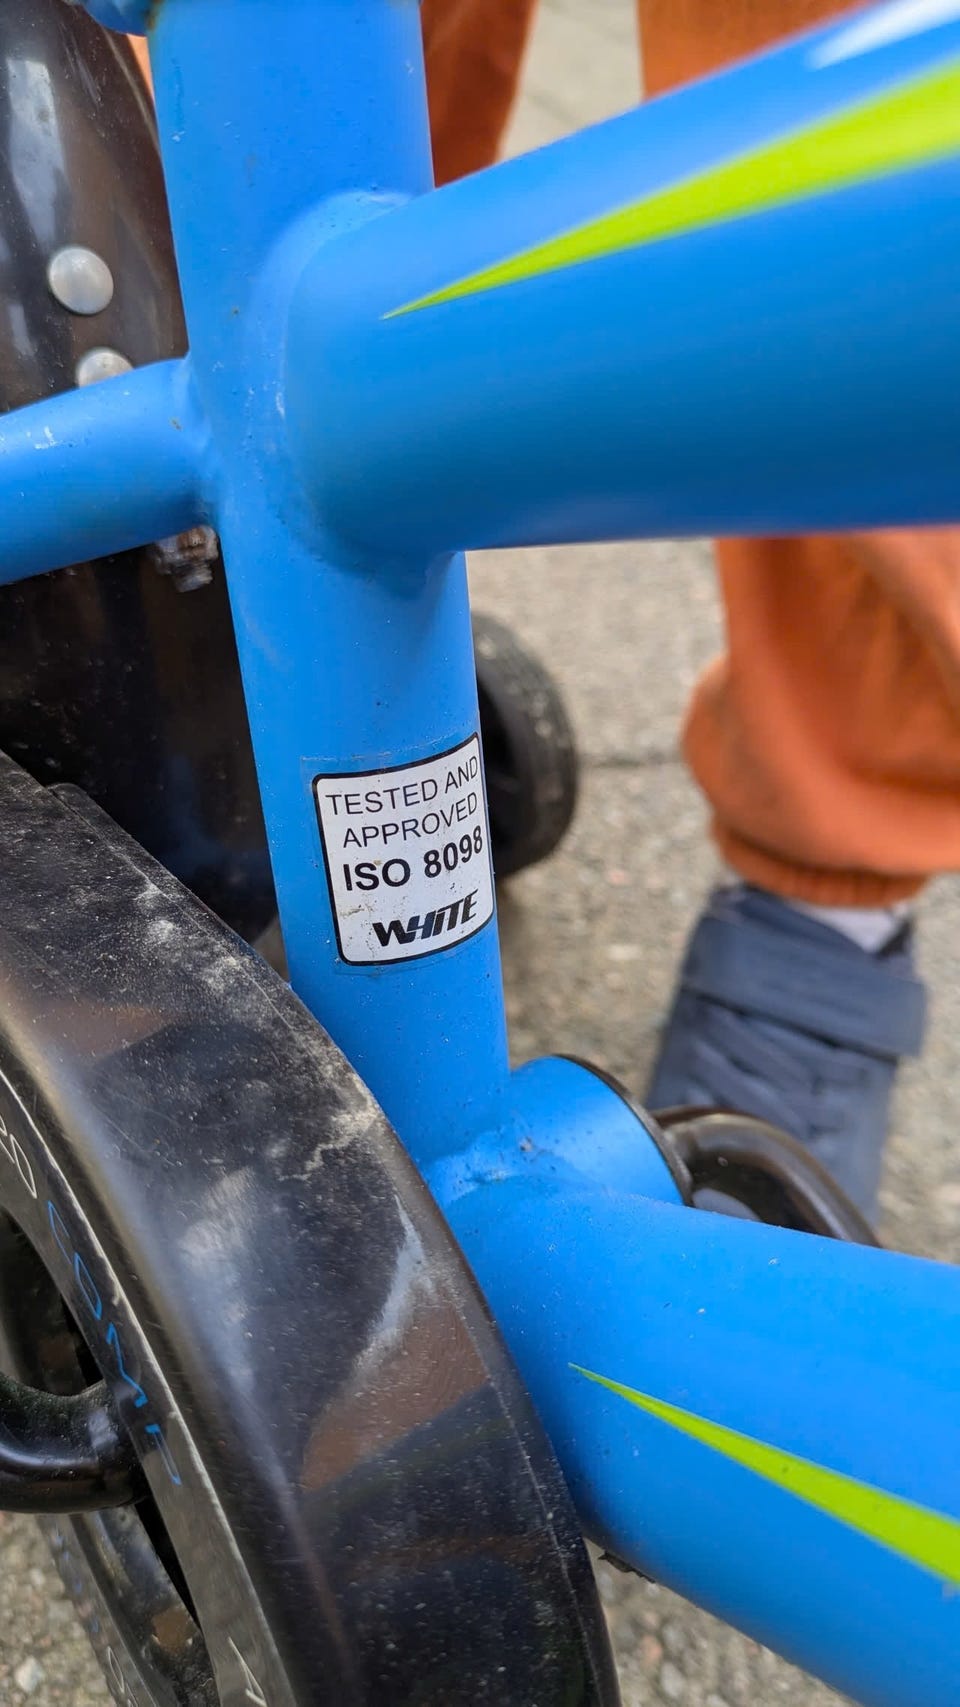 TESTED AND
APPROVED
ISO 8098
WHITE